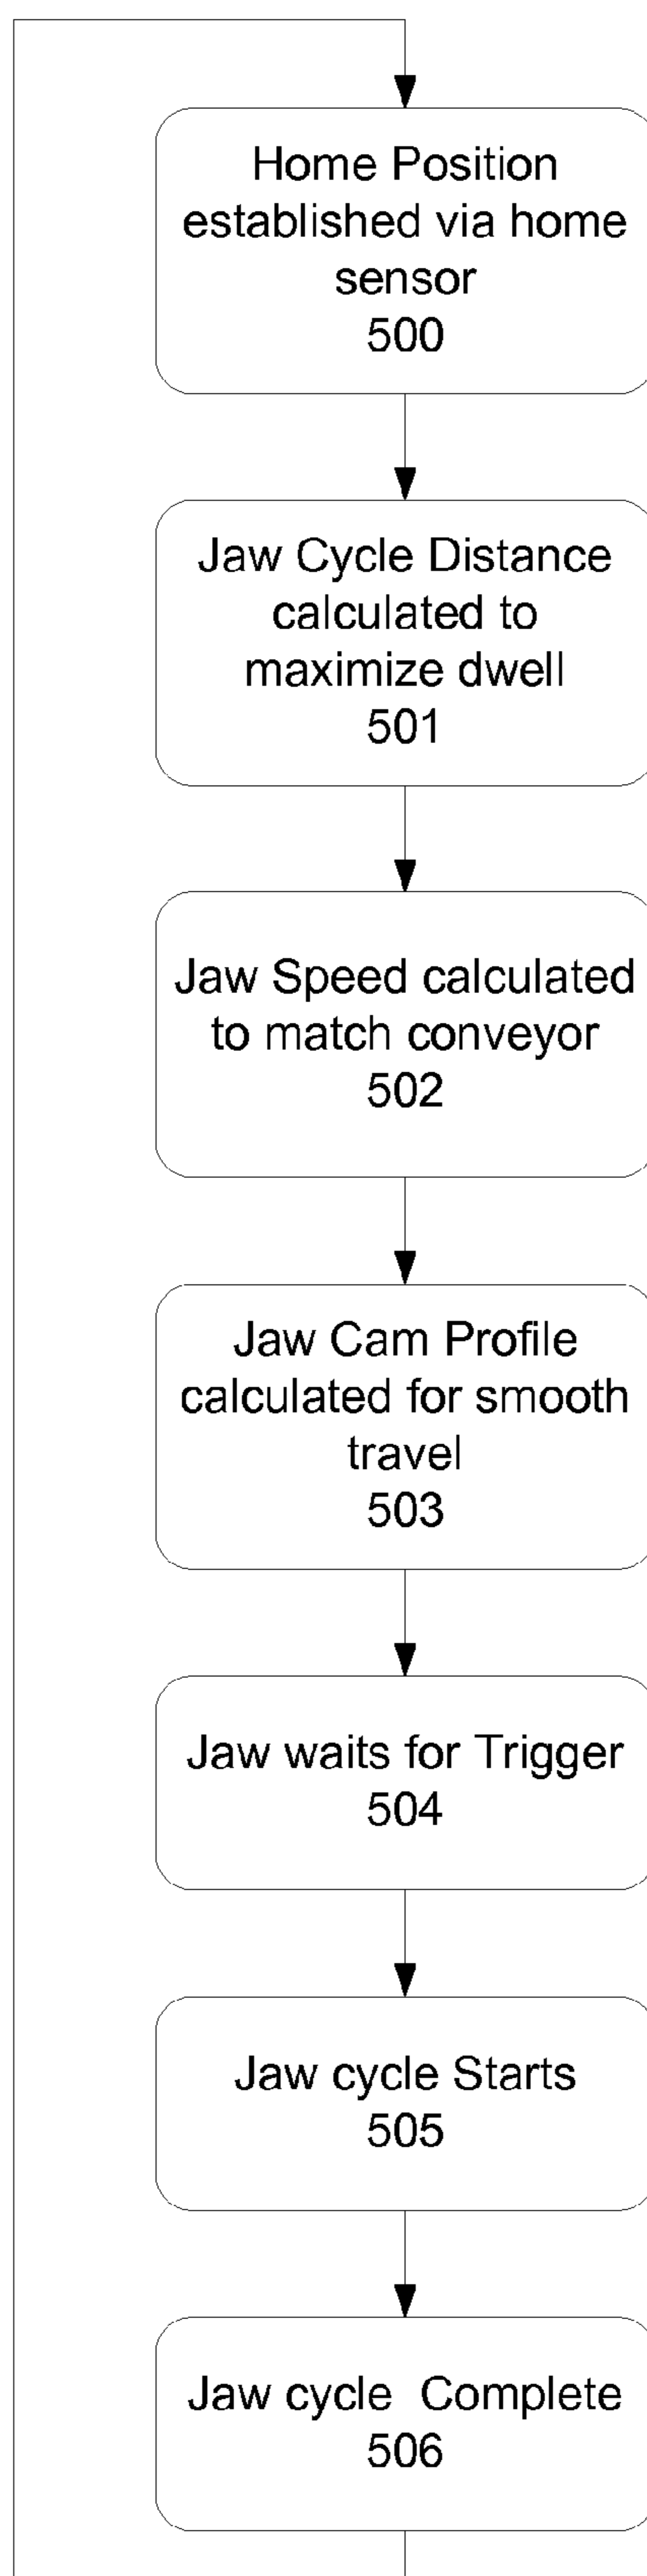 Home Position
established via home
sensor
500
Jaw Cycle Distance
calculated to
maximize dwell
501
Jaw Speed calculated
to match conveyor
502
Jaw Cam Profile
calculated for smooth
travel
503
Jaw waits for Trigger
504
Jaw cycle Starts
505
Jaw cycle  Complete
506